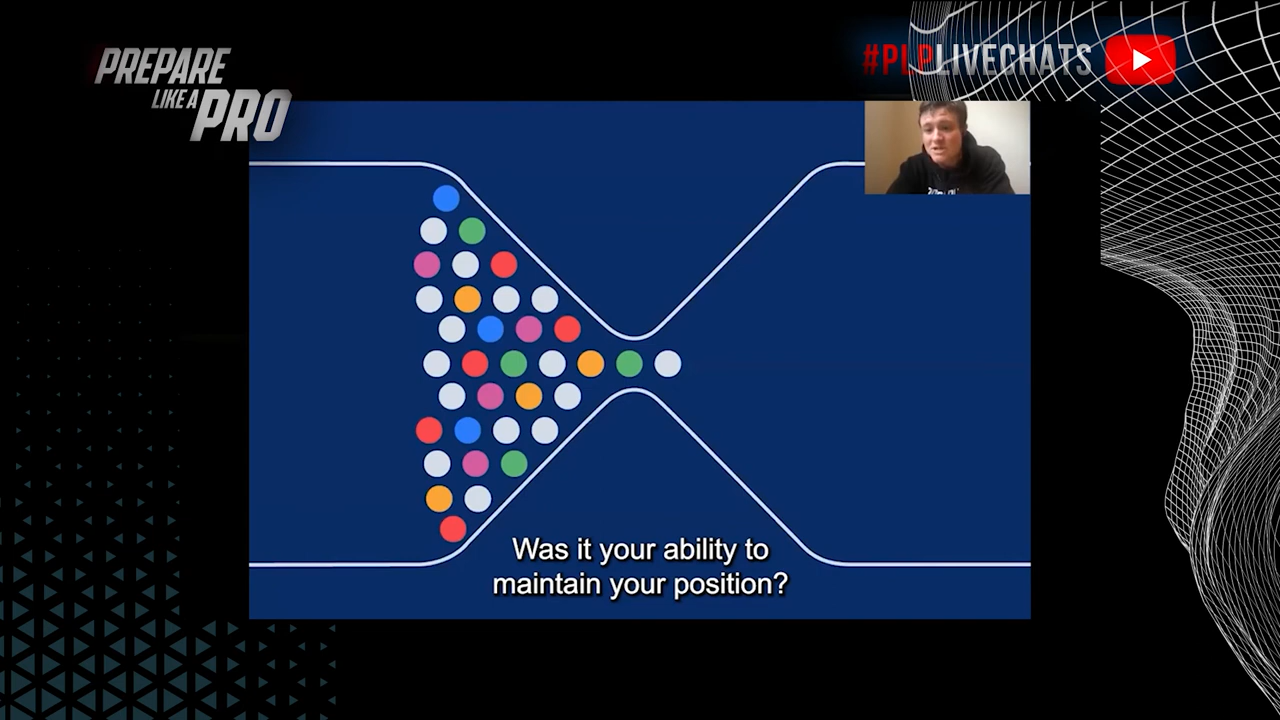 PREPARE
LIKE A
PRO
#PLPLIVECHATS
Was it your ability to
maintain your position?